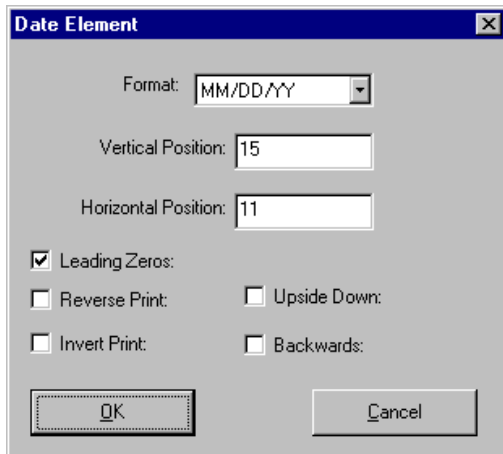 Date Element
Format: MM/DD/YY
Vertical Position: 15
Horizontal Position: 11
Leading Zeros:
Reverse Print: Upside Down:
Invert Print: Backwards:
OK Cancel